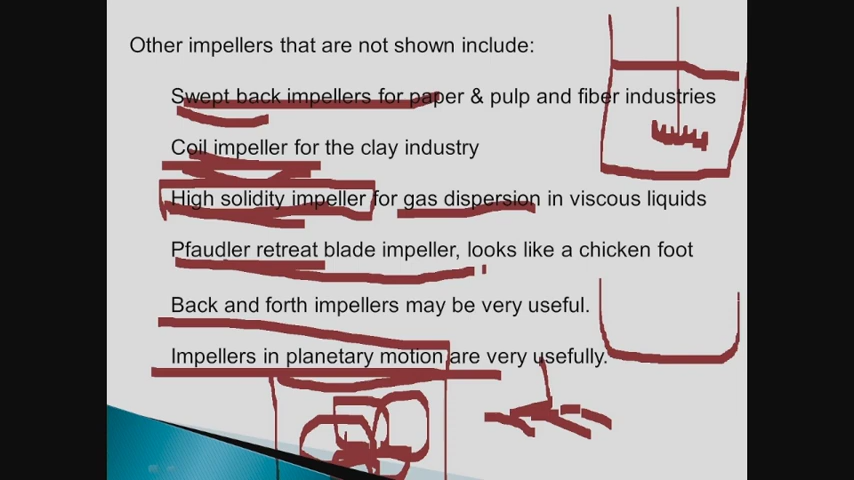 Other impellers that are not shown include:
Swept back impellers for paper & pulp and fiber industries
Coil impeller for the clay industry
High solidity impeller for gas dispersion in viscous liquids
Pfaudler retreat blade impeller, looks like a chicken foot
Back and forth impellers may be very useful.
Impellers in planetary motion are very usefully.